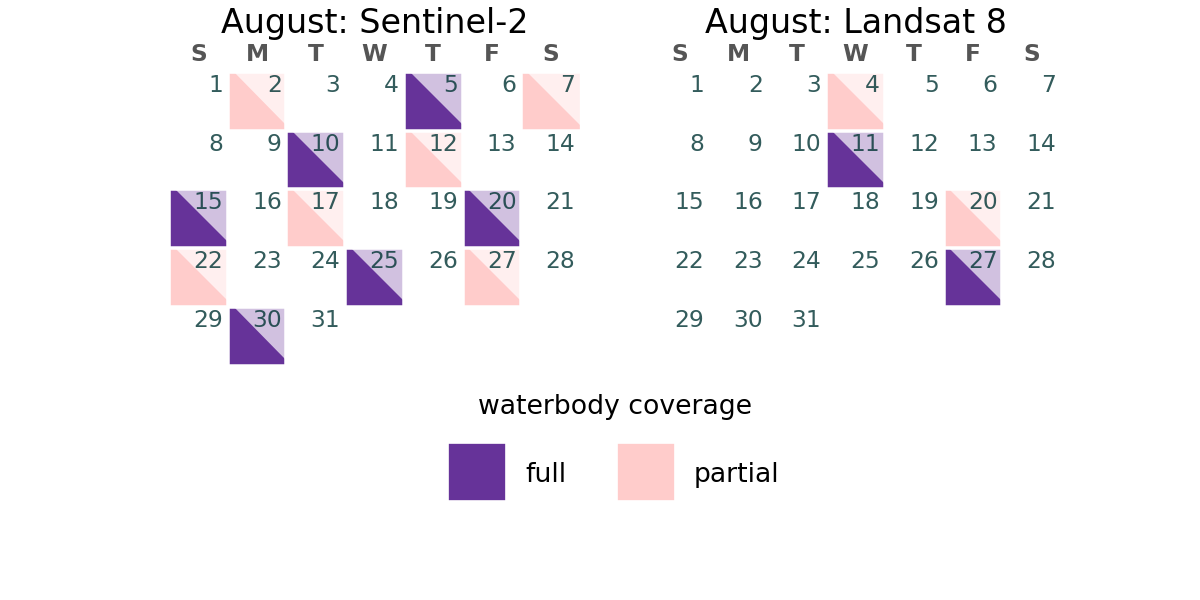 August: Sentinel-2
S M T W T F S
1 2 3 4 5 6 7
8 9 10 11 12 13 14
15 16 17 18 19 20 21
22 23 24 25 26 27 28
29 30 31
August: Landsat 8
S M T W T F S
1 2 3 4 5 6 7
8 9 10 11 12 13 14
15 16 17 18 19 20 21
22 23 24 25 26 27 28
29 30 31
waterbody coverage
full partial